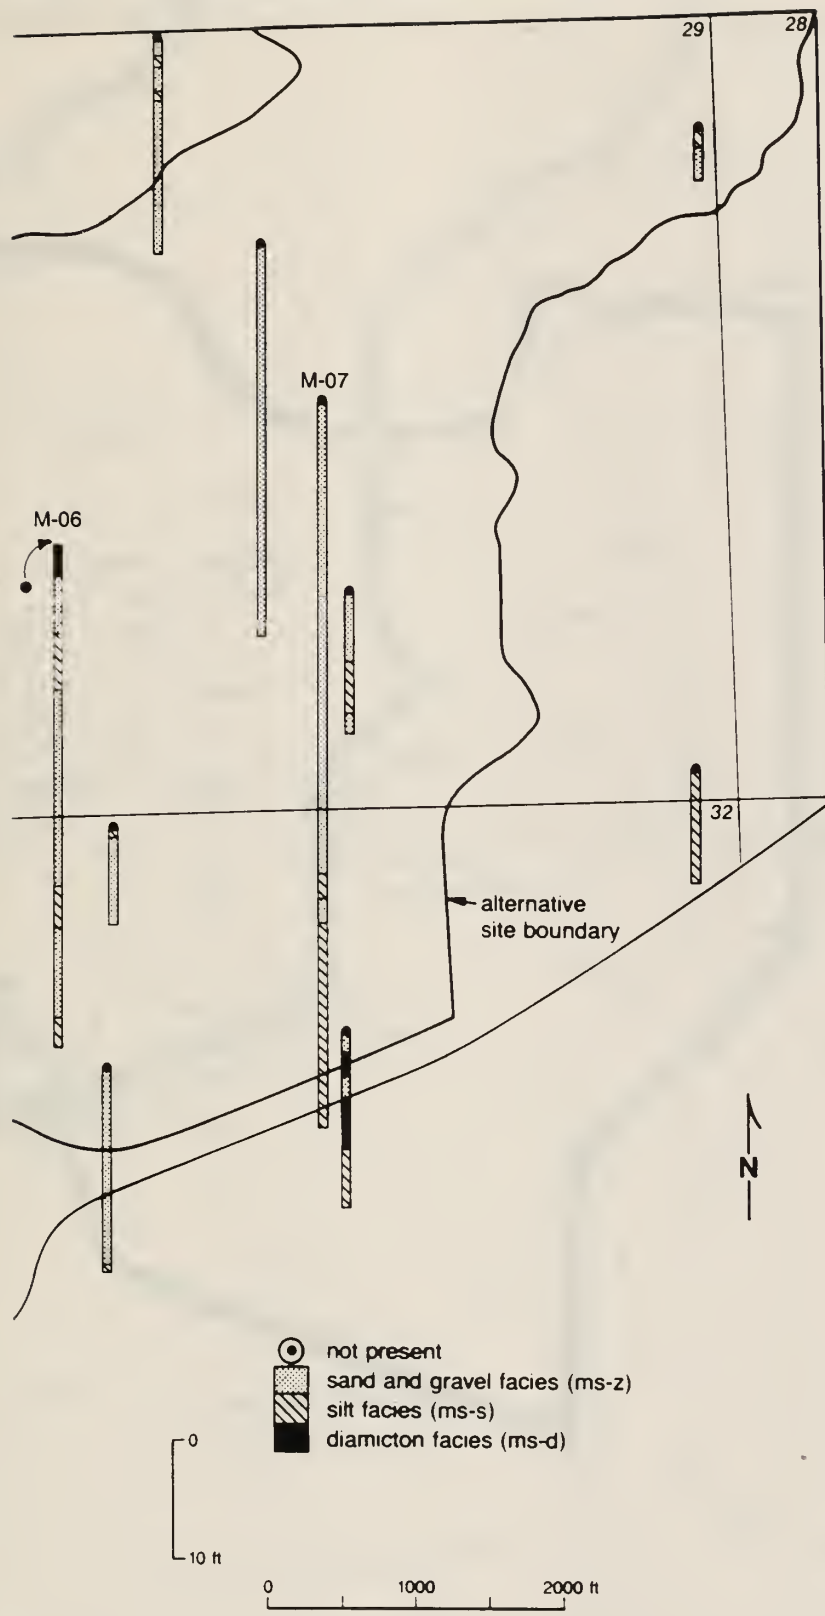 29
28
M-07
M-06
32
alternative
site boundary
N
not present
sand and gravel facies (ms-z)
silt facies (ms-s)
diamicton facies (ms-d)
0
10 ft
0
1000
2000 ft